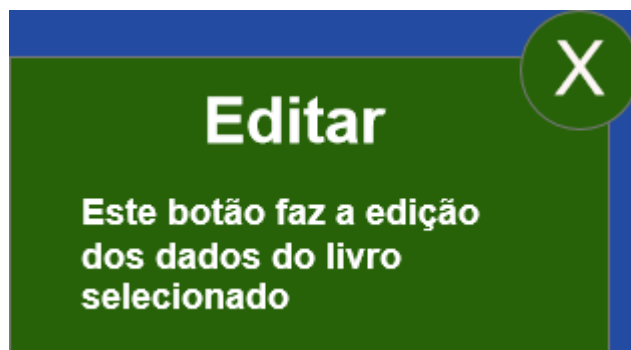 X
Editar
Este botão faz a edição
dos dados do livro
selecionado